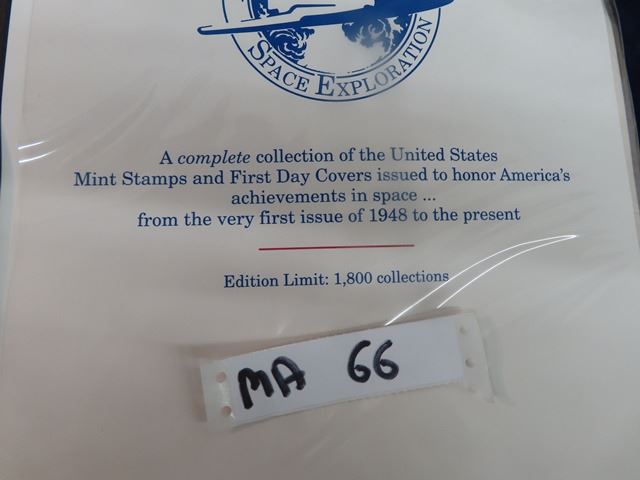 SPACE EXPLORATION
A complete collection of the United States
Mint Stamps and First Day Covers issued to honor America's
achievements in space ...
from the very first issue of 1948 to the present
Edition Limit: 1,800 collections
MA 66